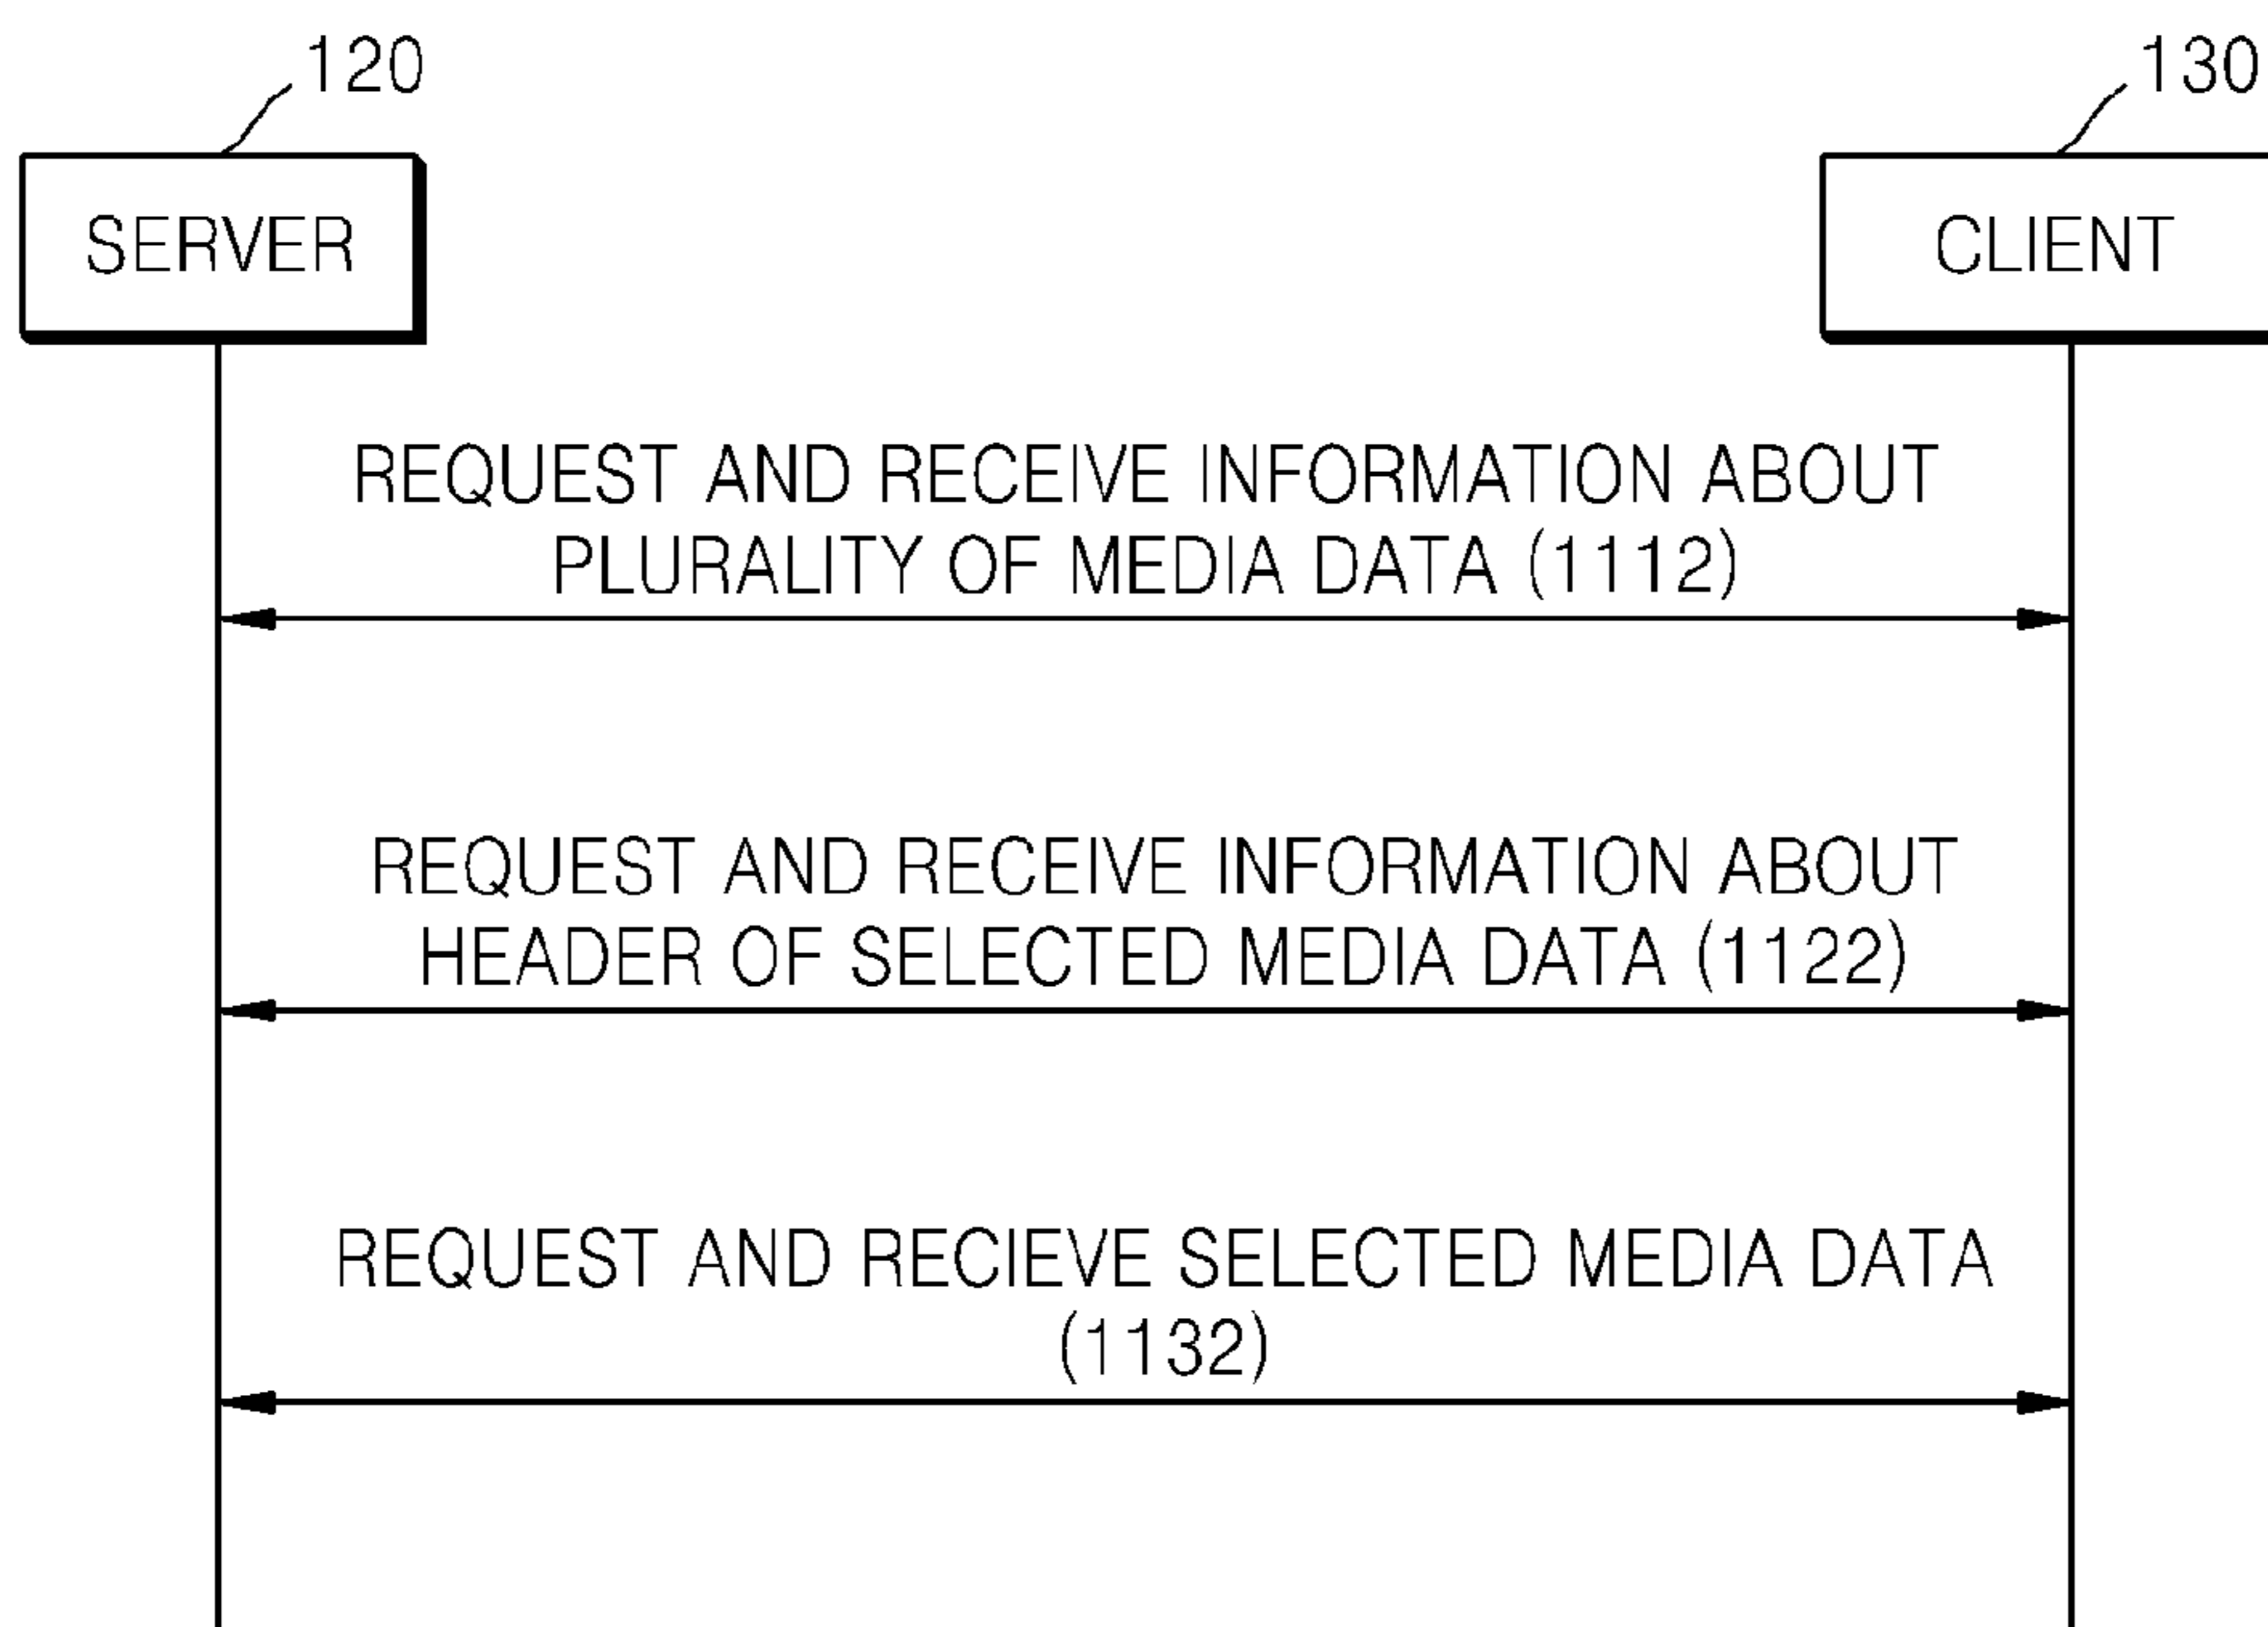 120
130
SERVER
CLIENT
REQUEST AND RECEIVE INFORMATION ABOUT
PLURALITY OF MEDIA DATA (1112)
REQUEST AND RECEIVE INFORMATION ABOUT
HEADER OF SELECTED MEDIA DATA (1122)
REQUEST AND RECIEVE SELECTED MEDIA DATA
(1132)